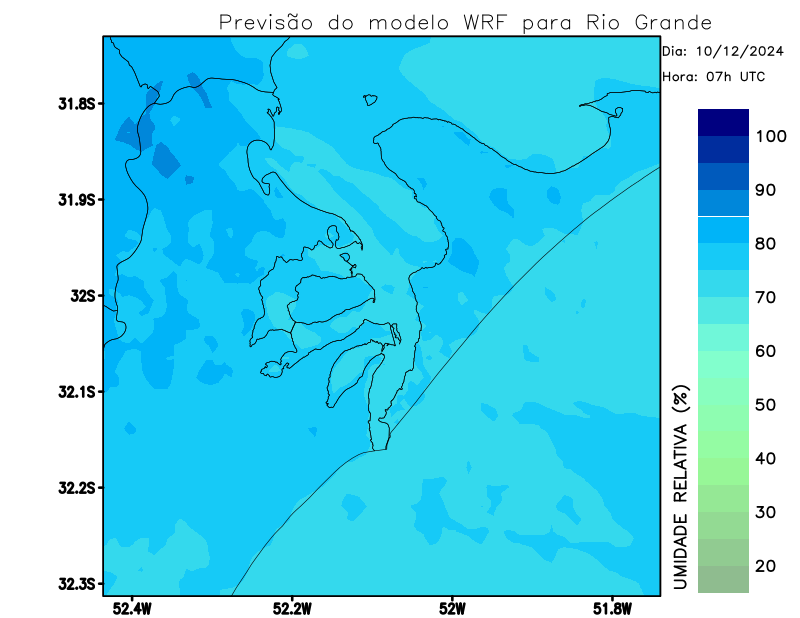 Previsão do modelo WRF para Rio Grande
Dia: 10/12/2024
Hora: 07h UTC
31.8S
31.9S
32S
32.1S
32.2S
32.3S
52.4W
52.2W
52W
51.8W
100
90
80
70
60
50
40
30
20
UMIDADE RELATIVA (%)